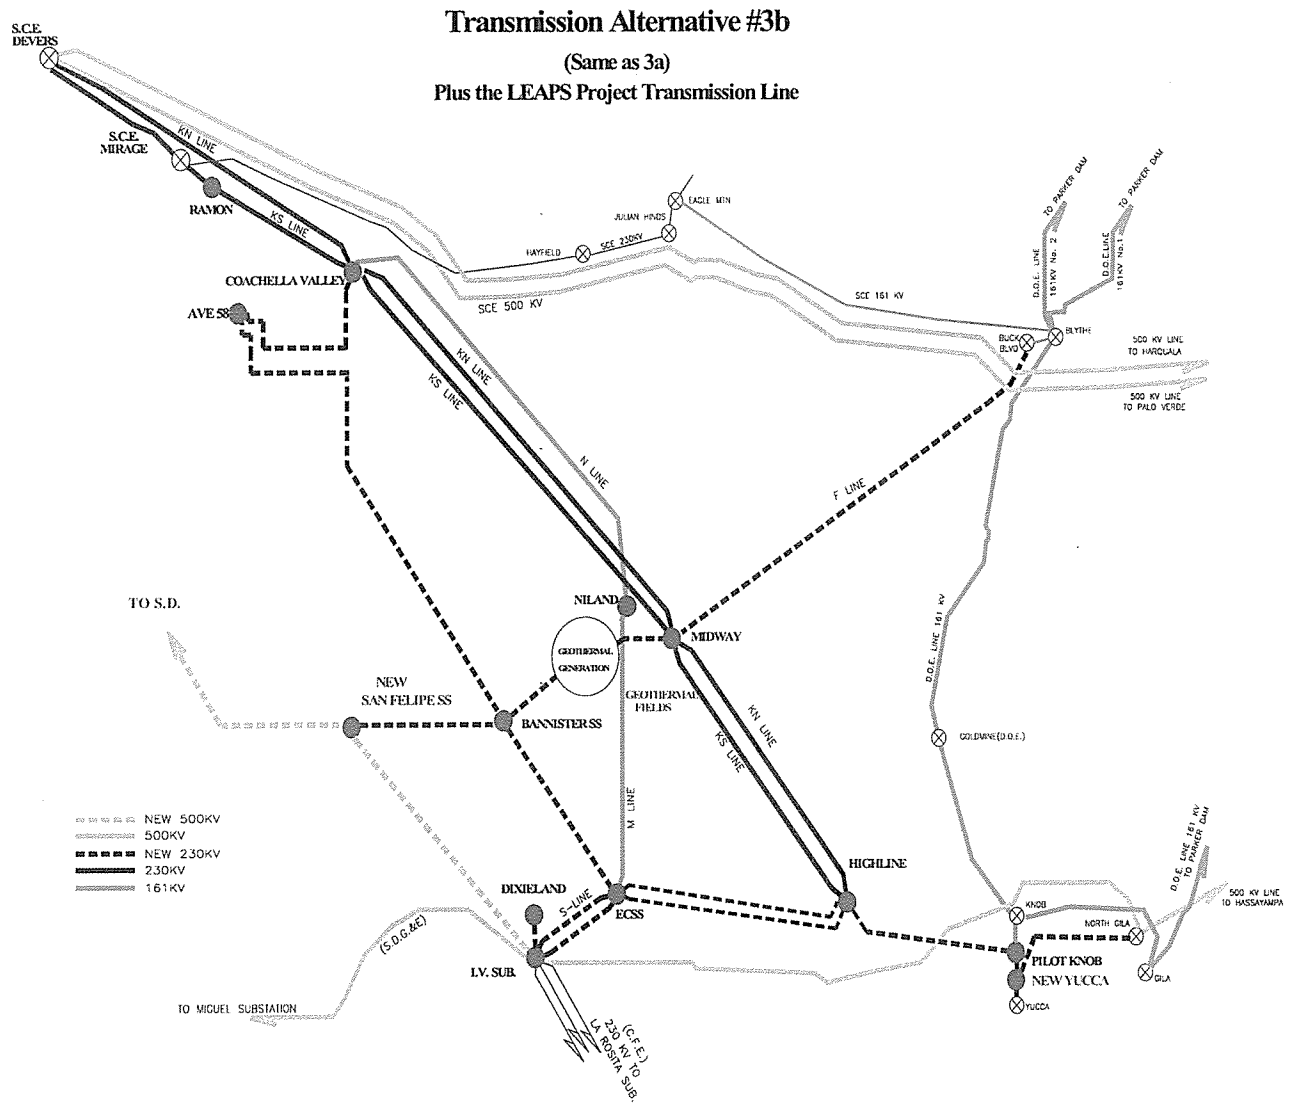 Transmission Alternative #3b
(Same as 3a)
Plus the LEAPS Project Transmission Line
S.C.E.
DEVERS
S.C.E.
MIRAGE
KN LINE
RAMON
KS LINE
COACHELLA VALLEY
AVE 58
HAYFIELD
SCE 230KV
JULIAN HINDS
EAGLE MTN
SCE 500 KV
SCE 161 KV
TO PARKER DAM
TO PARKER DAM
D.O.E. LINE
161KV No. 2
D.O.E.LINE
161KV No.1
BUCK
BLVD
BLYTHE
500 KV LINE
TO HARQUALA
500 KV LINE
TO PALO VERDE
KN LINE
KS LINE
N LINE
F LINE
TO S.D.
NILAND
MIDWAY
GEOTHERMAL
GENERATION
GEOTHERMAL
FIELDS
NEW
SAN FELIPE SS
BANNISTER SS
KN LINE
KS LINE
D.O.E. LINE 161 KV
GOLDMINE(D.O.E.)
M LINE
NEW 500KV
500KV
NEW 230KV
230KV
161KV
HIGHLINE
DIXIELAND
S-LINE
ECSS
(S.D.G.&E)
I.V. SUB.
TO MIGUEL SUBSTATION
(C.F.E.)
230 KV TO
LA ROSITA SUB.
D.O.E. LINE 161 KV
TO PARKER DAM
500 KV LINE
TO HASSAYAMPA
KNOB
NORTH GILA
PILOT KNOB
GILA
NEW YUCCA
YUCCA